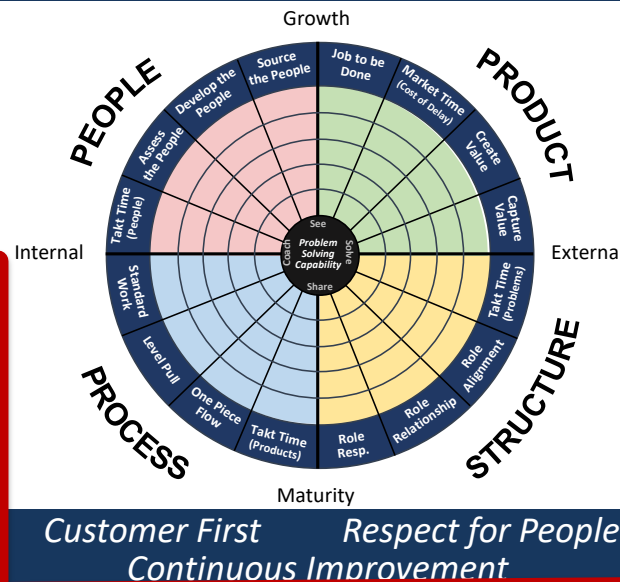 Growth
PEOPLE
PRODUCT
Source
the People
Job to be
Done
Develop the
People
Market Time
(Cost of Delay)
Assess
the People
Create
Value
Takt Time
(People)
Capture
Value
See
Coach
Problem
Solving
Capability
Solve
Share
Internal
Externa
Standard
Work
Takt Time
(Problems)
Level Pull
Role
Alignment
One Piece
Flow
Role
Relationship
Takt Time
(Products)
Role
Resp.
PROCESS
STRUCTURE
Maturity
Customer First Respect for People
Continuous Improvement